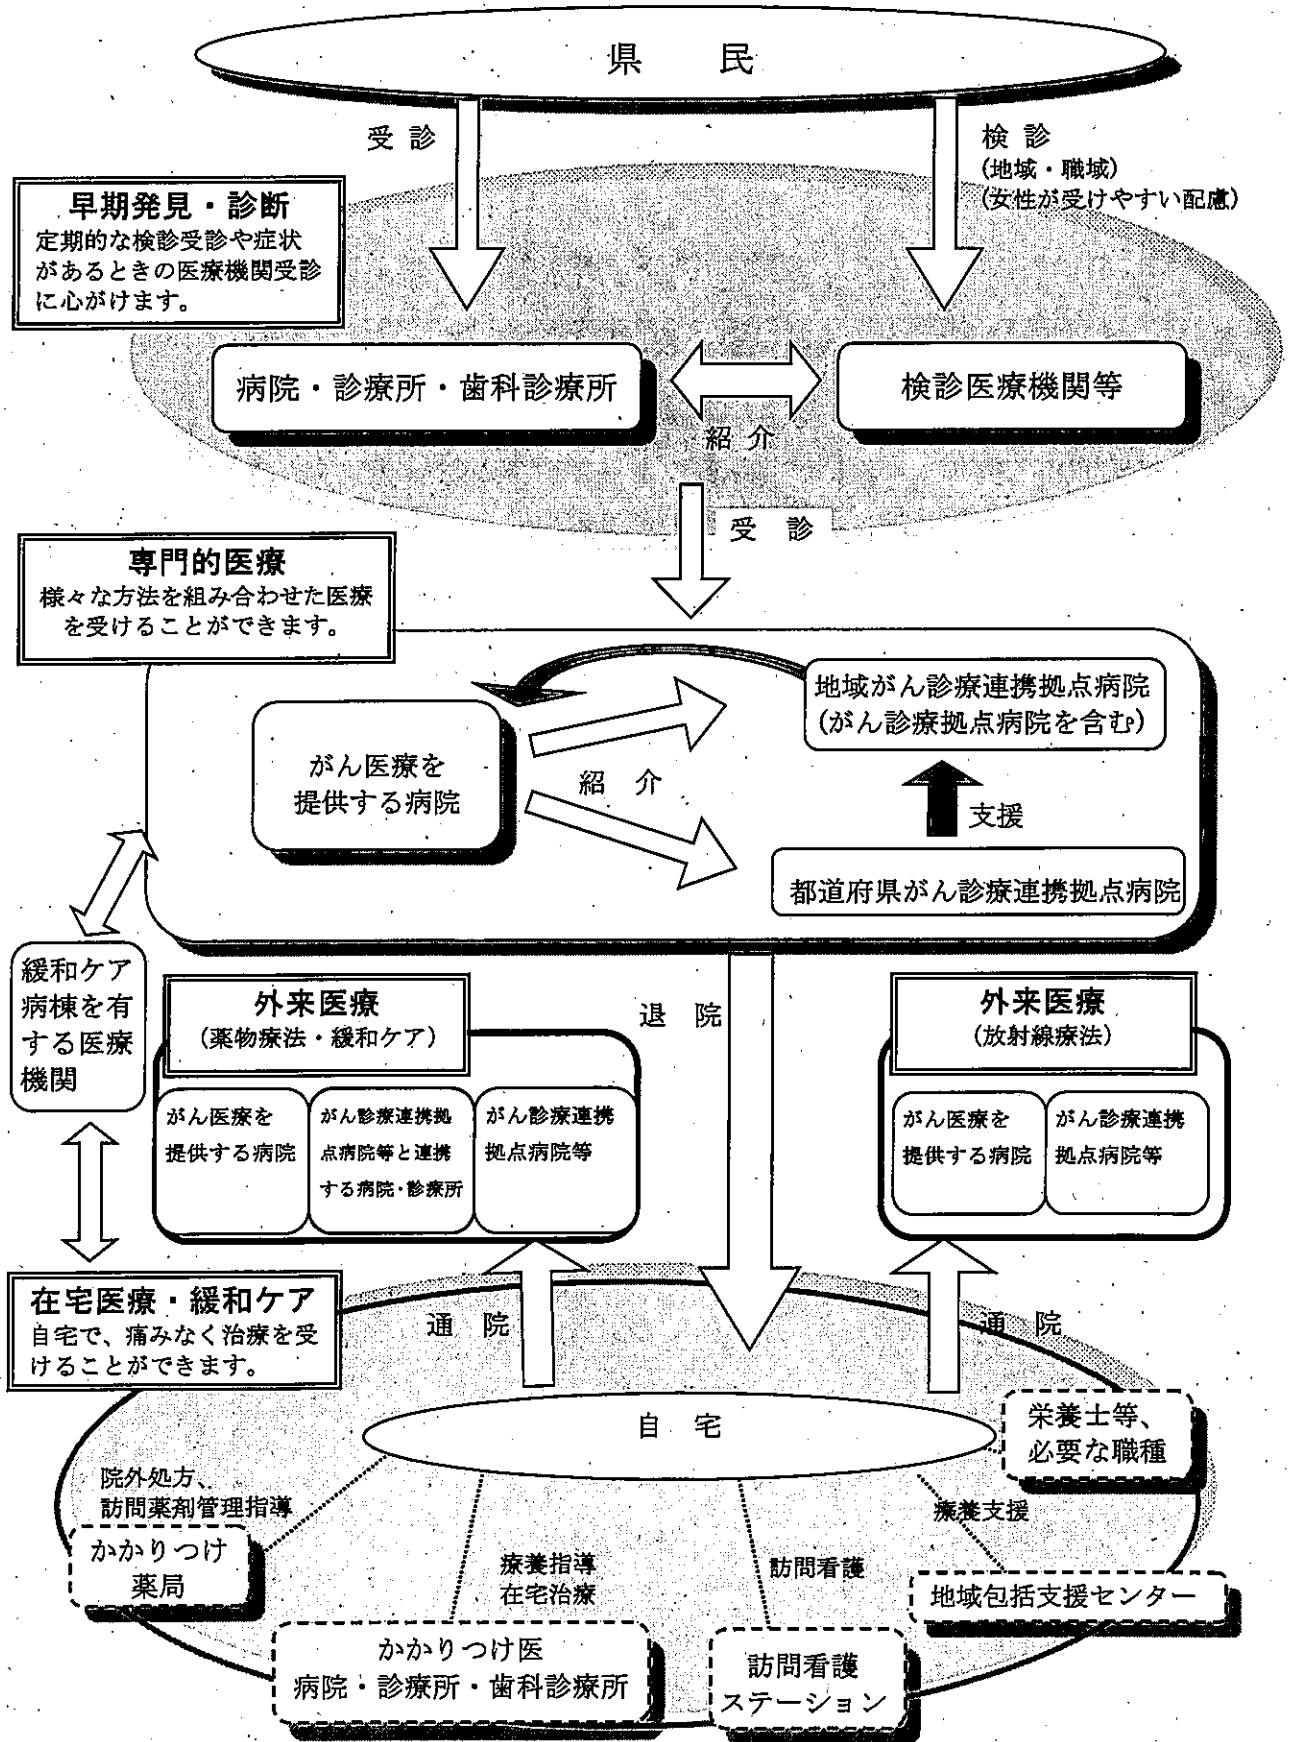 県　民
受 診
検 診
(地域・職域)
(女性が受けやすい配慮)
早期発見・診断
定期的な検診受診や症状
があるときの医療機関受診
に心がけます。
病院・診療所・歯科診療所
検診医療機関等
紹 介
受　診
専門的医療
様々な方法を組み合わせた医療
を受けることができます。
地域がん診療連携拠点病院
(がん診療拠点病院を含む)
がん医療を
提供する病院
紹　介
支援
都道府県がん診療連携拠点病院
緩和ケア
病棟を有
する医療
機関
外来医療
(薬物療法・緩和ケア)
がん医療を
提供する病院
がん診療連携拠
点病院等と連携
する病院・診療所
がん診療連携
拠点病院等
退　院
外来医療
(放射線療法)
がん医療を
提供する病院
がん診療連携
拠点病院等
在宅医療・緩和ケア
自宅で、痛みなく治療を受
けることができます。
通　院
通　院
自　宅
栄養士等、
必要な職種
院外処方、
訪問薬剤管理指導
かかりつけ
薬局
療養指導
在宅治療
訪問看護
療養支援
地域包括支援センター
かかりつけ医
病院・診療所・歯科診療所
訪問看護
ステーション